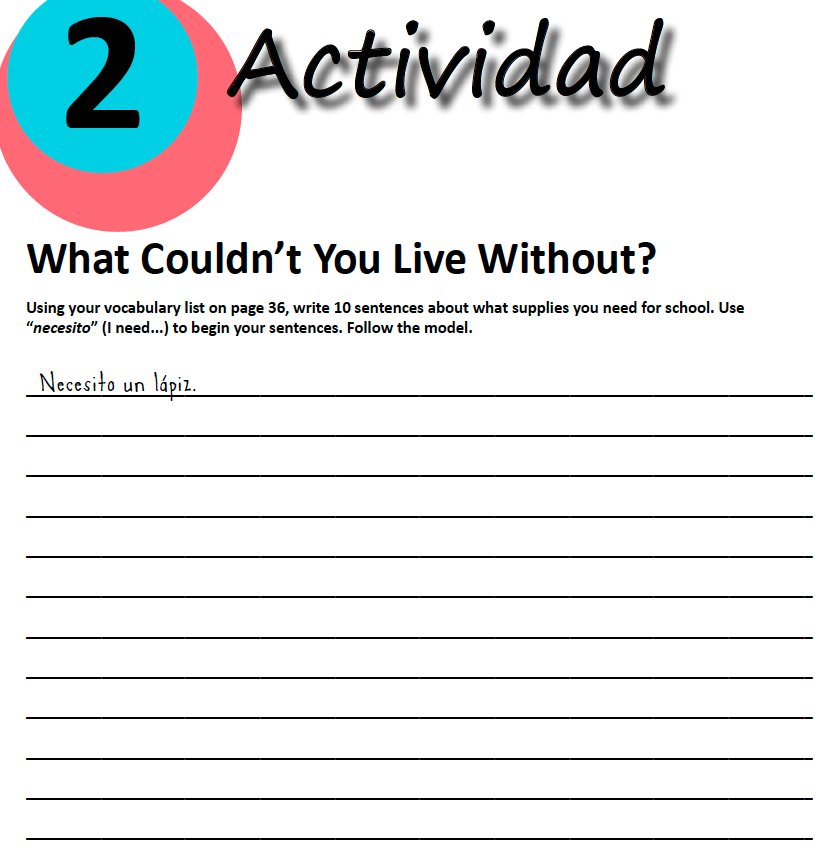 2 Actividad
What Couldn’t You Live Without?
Using your vocabulary list on page 36, write 10 sentences about what supplies you need for school. Use
“necesito” (I need...) to begin your sentences. Follow the model.
Necesito un lápiz.